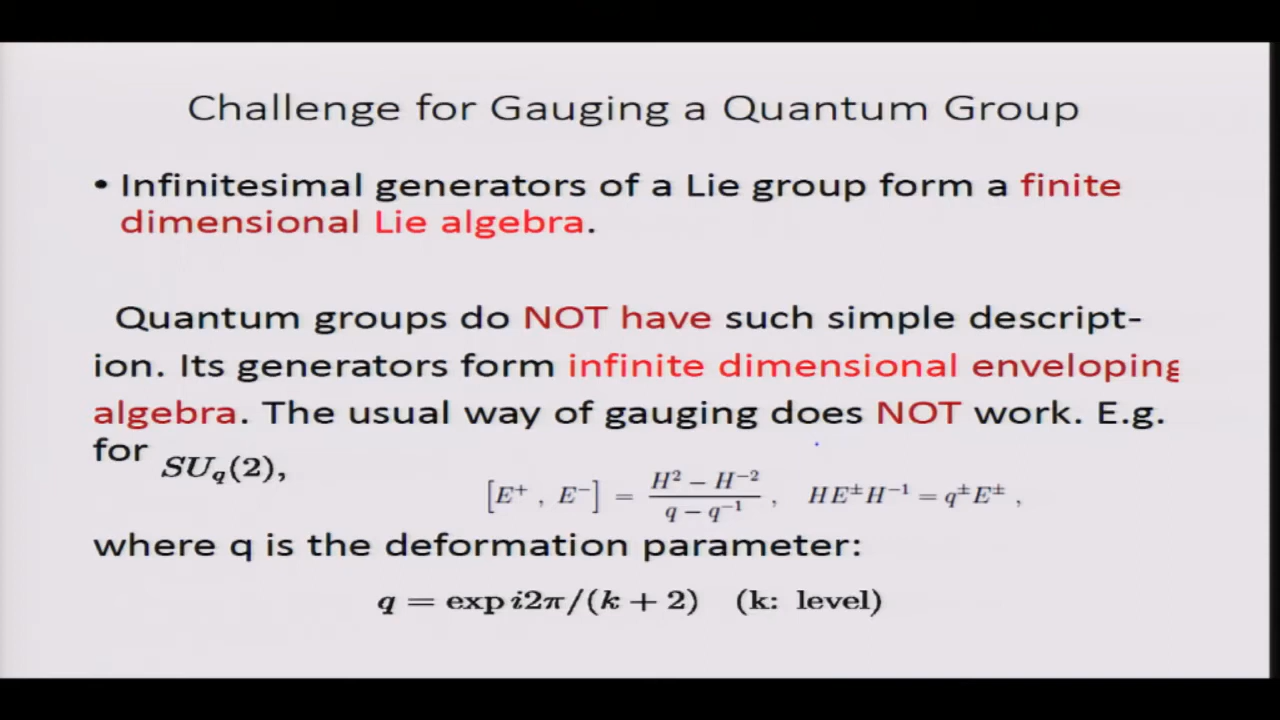 Challenge for Gauging a Quantum Group
• Infinitesimal generators of a Lie group form a finite
dimensional Lie algebra.
Quantum groups do NOT have such simple descript-
ion. Its generators form infinite dimensional enveloping
algebra. The usual way of gauging does NOT work. E.g.
for SU_q(2),
[E⁺ , E⁻] = (H² − H⁻²)/(q − q⁻¹) , HE^±H⁻¹ = q^±E^± ,
where q is the deformation parameter:
q = exp i2π/(k + 2) (k: level)